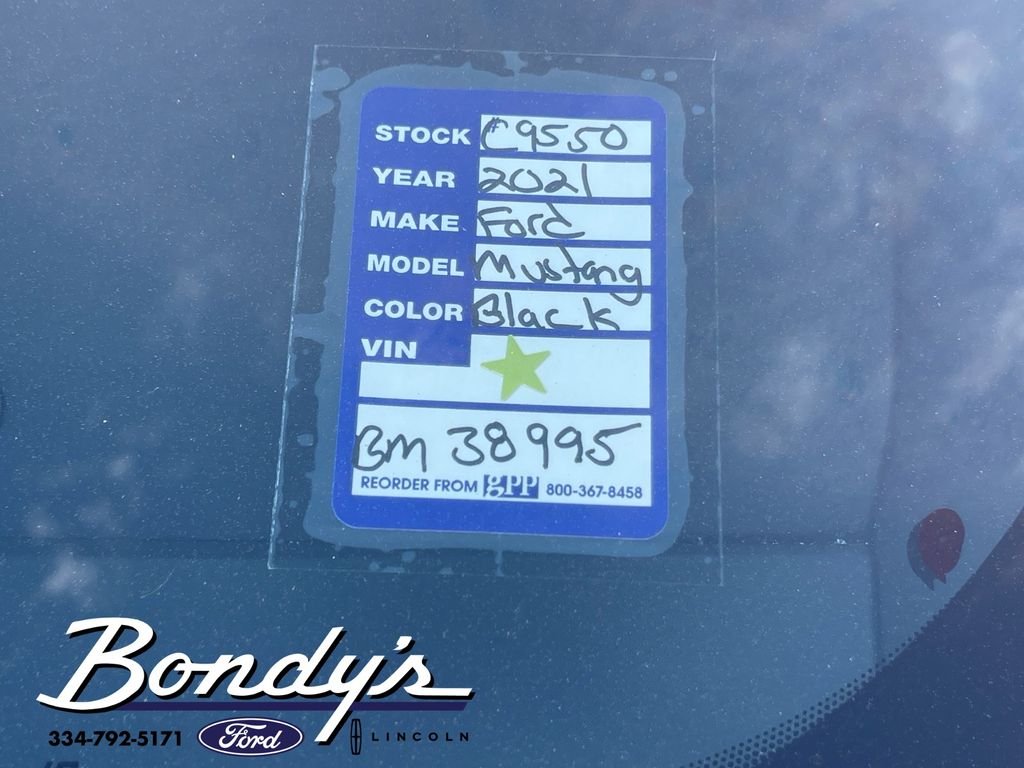 STOCK #C9550
YEAR 2021
MAKE Ford
MODEL Mustang
COLOR Black
VIN
BM 38995
REORDER FROM gPP 800-367-8458
Bondy's
334-792-5171 Ford LINCOLN